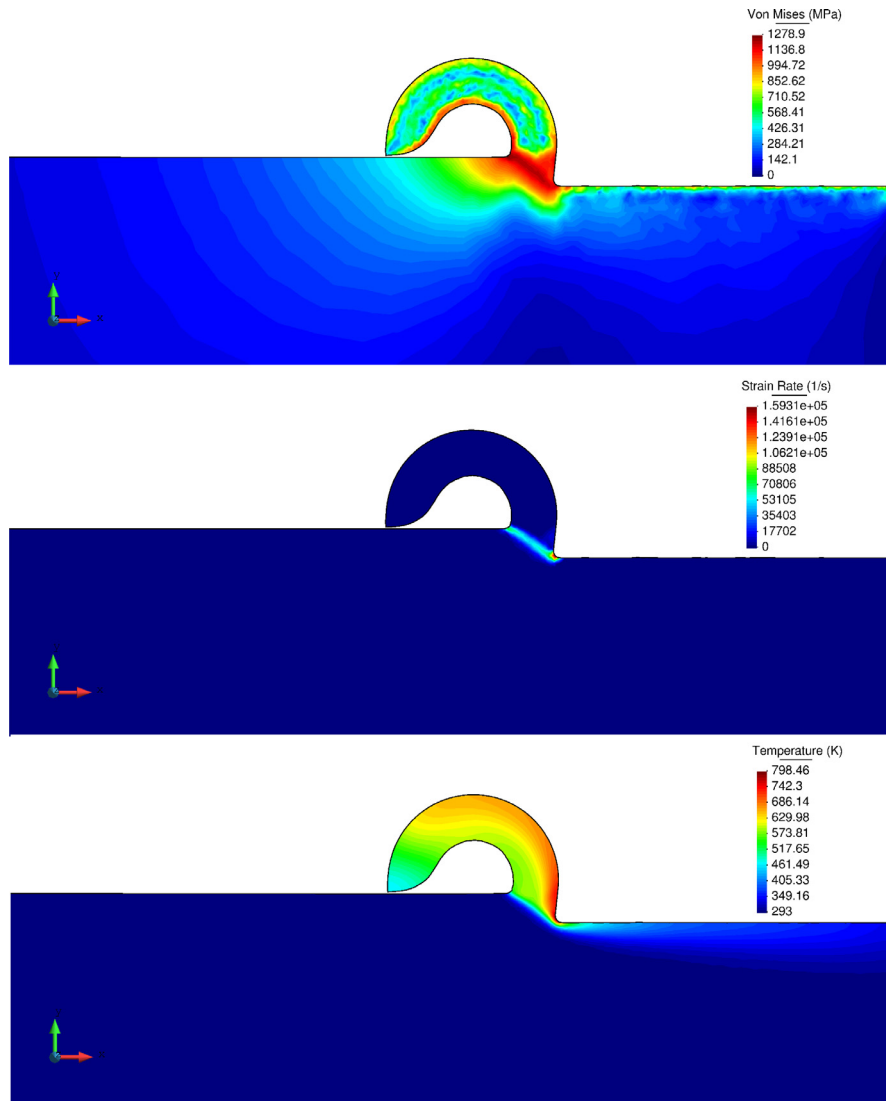 Von Mises (MPa)
1278.9
1136.8
994.72
852.62
710.52
568.41
426.31
284.21
142.1
0
Y
X
Strain Rate (1/s)
1.5931e+05
1.4161e+05
1.2391e+05
1.0621e+05
88508
70806
53105
35403
17702
0
Temperature (K)
798.46
742.3
686.14
629.98
573.81
517.65
461.49
405.33
349.16
293